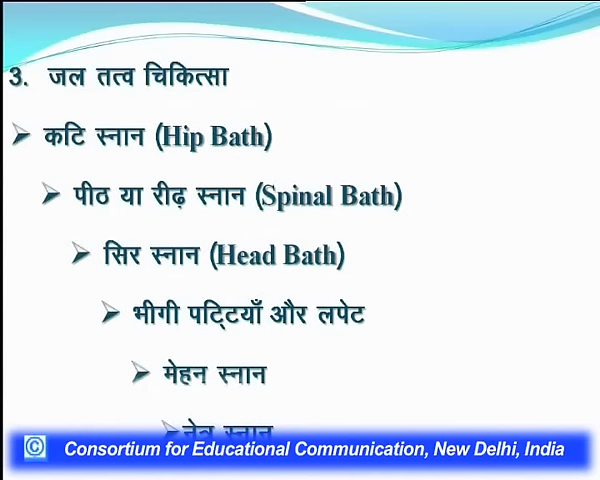 3. जल तत्व चिकित्सा
कटि स्नान (Hip Bath)
पीठ या रीढ़ स्नान (Spinal Bath)
सिर स्नान (Head Bath)
भीगी पट्टियाँ और लपेट
मेहन स्नान
नेत्र स्नान
© Consortium for Educational Communication, New Delhi, India